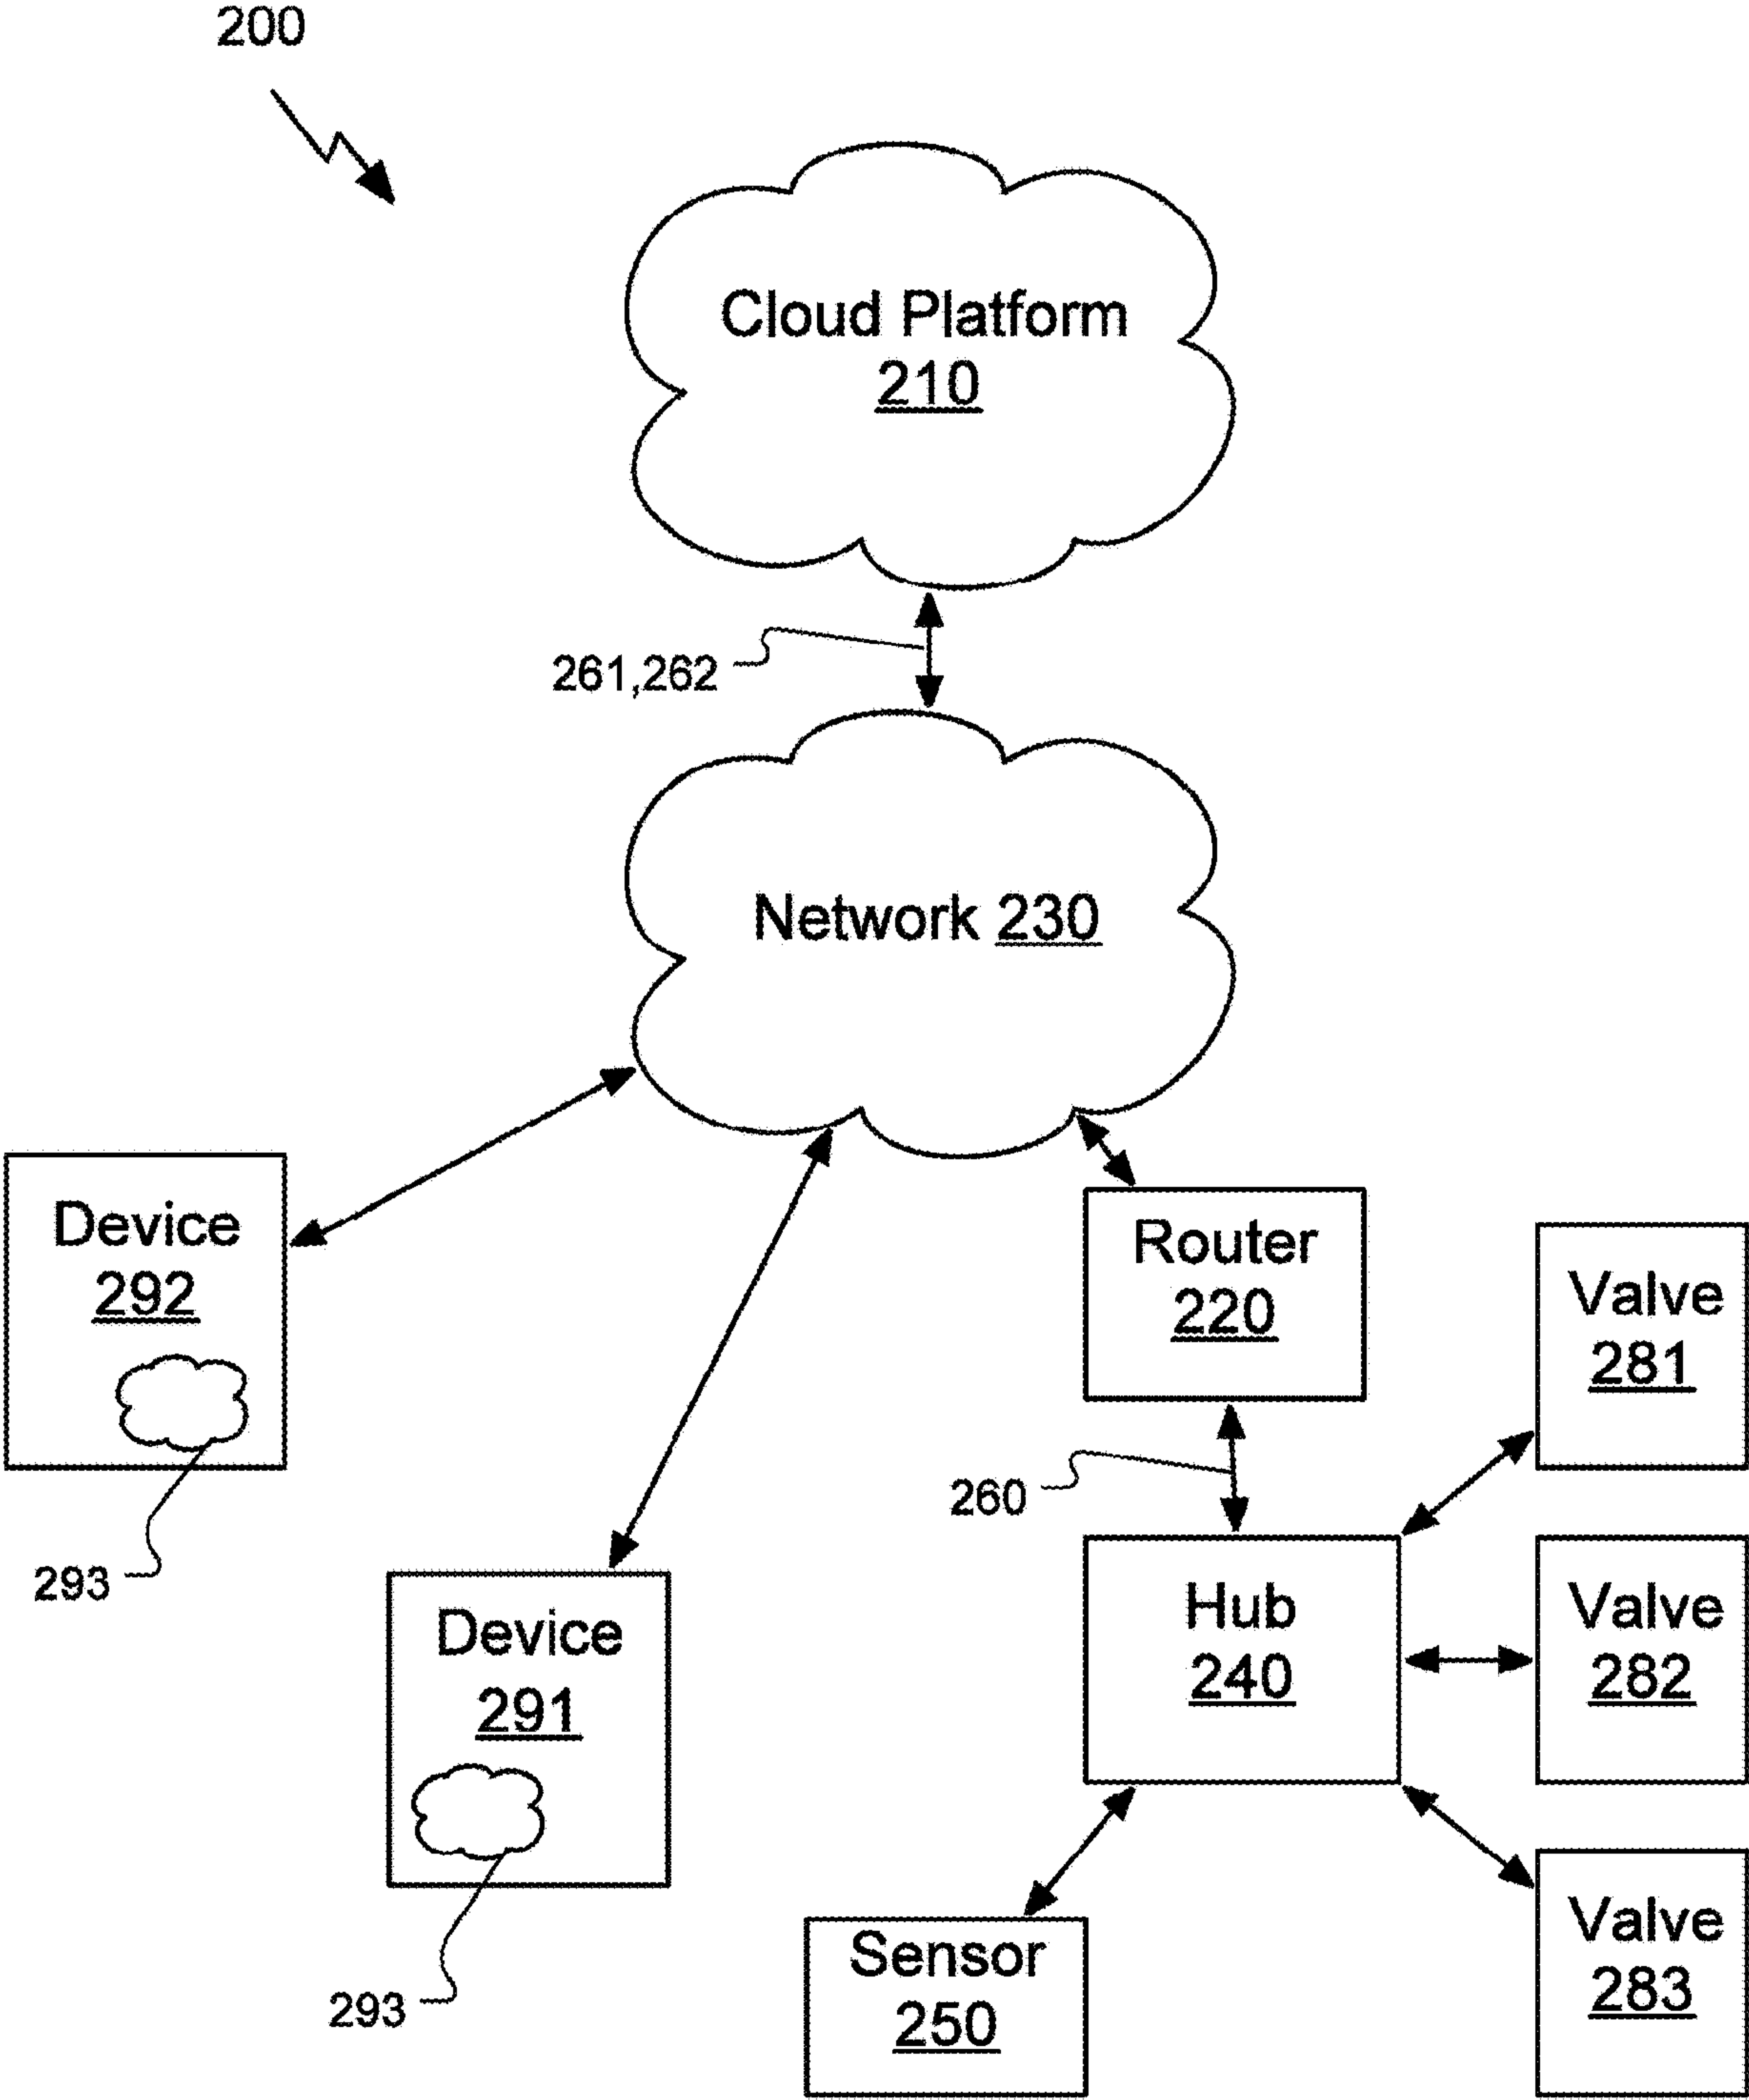 200
Cloud Platform
210
261,262
Network 230
Device
292
293
Device
291
293
Router
220
260
Hub
240
Sensor
250
Valve
281
Valve
282
Valve
283